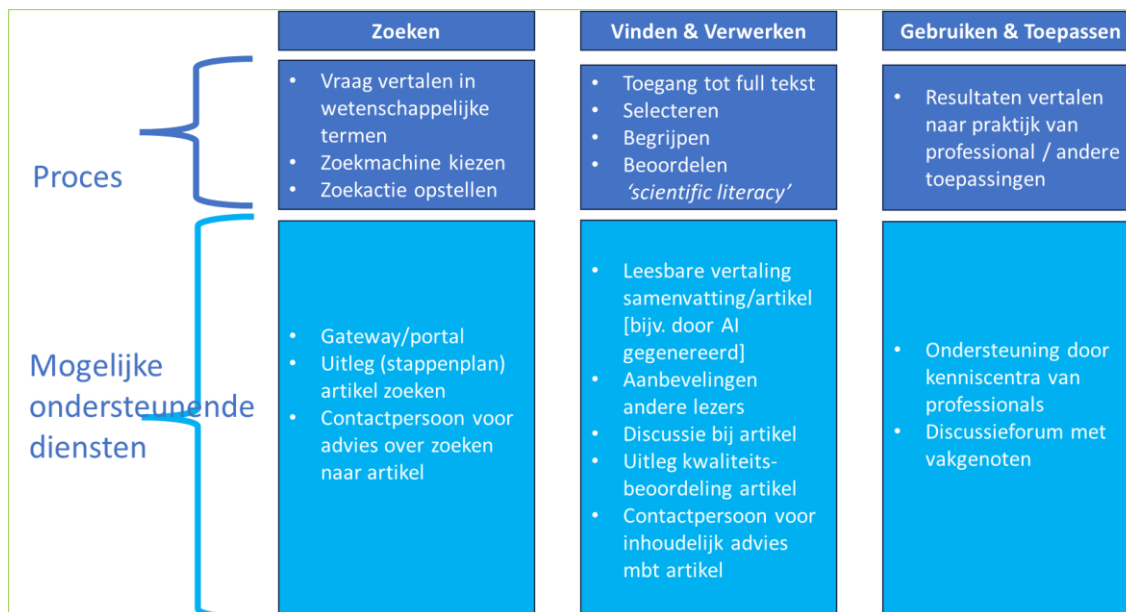 Zoeken
Vinden & Verwerken
Gebruiken & Toepassen
Proces
• Vraag vertalen in
wetenschappelijke
termen
• Zoekmachine kiezen
• Zoekactie opstellen
• Toegang tot full tekst
• Selecteren
• Begrijpen
• Beoordelen
‘scientific literacy’
• Resultaten vertalen
naar praktijk van
professional / andere
toepassingen
Mogelijke
ondersteunende
diensten
• Gateway/portal
• Uitleg (stappenplan)
artikel zoeken
• Contactpersoon voor
advies over zoeken
naar artikel
• Leesbare vertaling
samenvatting/artikel
[bijv. door AI
gegenereerd]
• Aanbevelingen
andere lezers
• Discussie bij artikel
• Uitleg kwaliteits-
beoordeling artikel
• Contactpersoon voor
inhoudelijk advies
mbt artikel
• Ondersteuning door
kenniscentra van
professionals
• Discussieforum met
vakgenoten